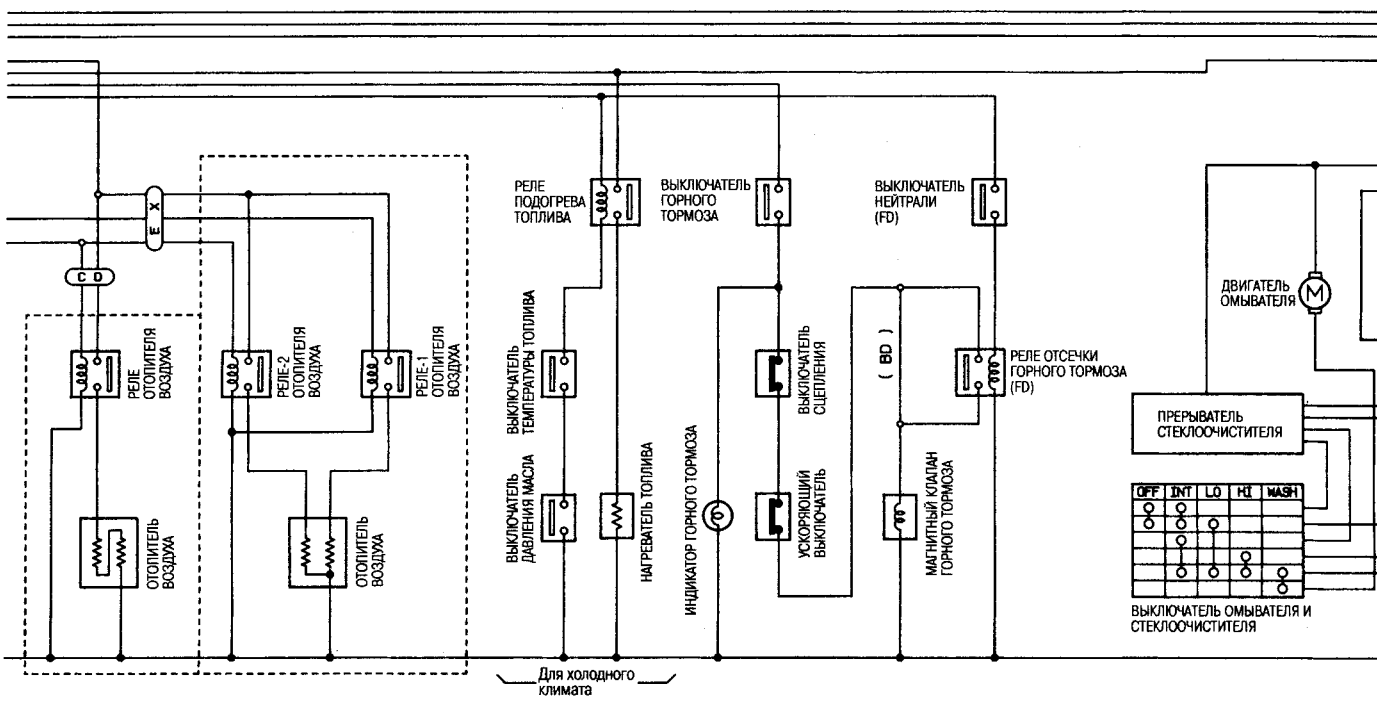 РЕЛЕ
ПОДОГРЕВА
ТОПЛИВА
ВЫКЛЮЧАТЕЛЬ
ГОРНОГО
ТОРМОЗА
ВЫКЛЮЧАТЕЛЬ
НЕЙТРАЛИ
(FD)
E X
C D
РЕЛЕ
ОТОПИТЕЛЯ
ВОЗДУХА
РЕЛЕ-2
ОТОПИТЕЛЯ
ВОЗДУХА
РЕЛЕ-1
ОТОПИТЕЛЯ
ВОЗДУХА
ВЫКЛЮЧАТЕЛЬ
ТЕМПЕРАТУРЫ ТОПЛИВА
ВЫКЛЮЧАТЕЛЬ
СЦЕПЛЕНИЯ
( BD )
РЕЛЕ ОТСЕЧКИ
ГОРНОГО ТОРМОЗА
(FD)
ДВИГАТЕЛЬ
ОМЫВАТЕЛЯ
M
ПРЕРЫВАТЕЛЬ
СТЕКЛООЧИСТИТЕЛЯ
ОТОПИТЕЛЬ
ВОЗДУХА
ОТОПИТЕЛЬ
ВОЗДУХА
ВЫКЛЮЧАТЕЛЬ
ДАВЛЕНИЯ МАСЛА
НАГРЕВАТЕЛЬ ТОПЛИВА
ИНДИКАТОР ГОРНОГО ТОРМОЗА
УСКОРЯЮЩИЙ
ВЫКЛЮЧАТЕЛЬ
МАГНИТНЫЙ КЛАПАН
ГОРНОГО ТОРМОЗА
OFF INT LO HI WASH
ВЫКЛЮЧАТЕЛЬ ОМЫВАТЕЛЯ И
СТЕКЛООЧИСТИТЕЛЯ
Для холодного
климата